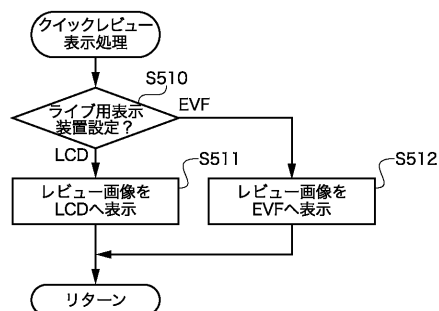 クイックレビュー
表示処理
S510
ライブ用表示
装置設定？
EVF
LCD
S511
レビュー画像を
LCDへ表示
S512
レビュー画像を
EVFへ表示
リターン